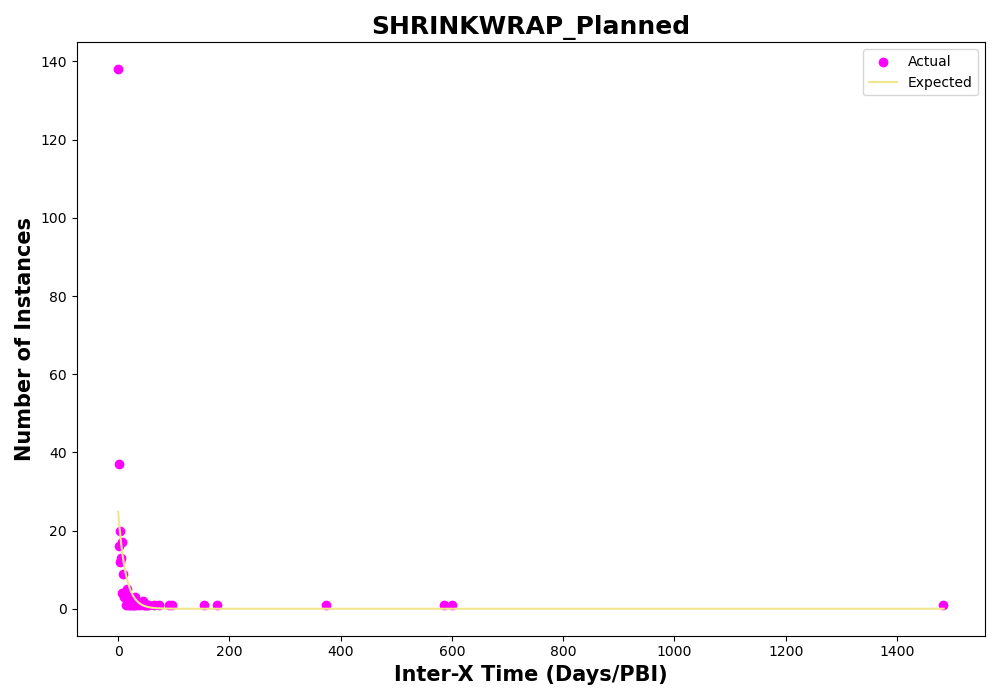 SHRINKWRAP_Planned
Actual
Expected
Number of Instances
140
120
100
80
60
40
20
0
0 200 400 600 800 1000 1200 1400
Inter-X Time (Days/PBI)